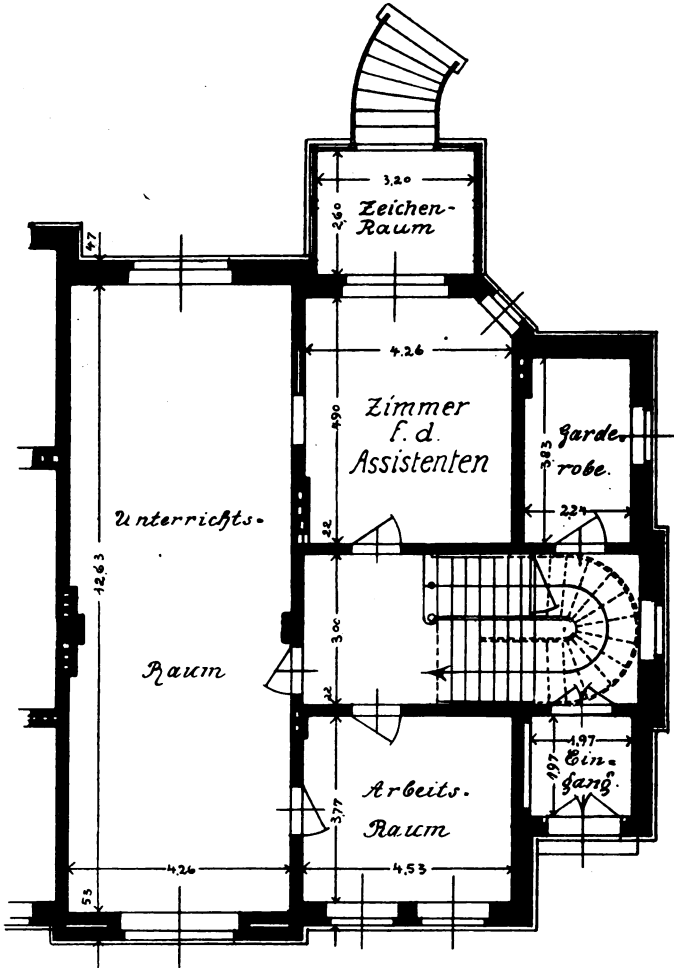 3,20
2,60
Zeichen-
Raum
47
4,26
4,90
Zimmer
f. d.
Assistenten
Garde-
robe.
3,83
2,24
Unterrichts-
22
12,63
3,00
Raum
22
1,97
1,97
Ein-
gang.
Arbeits-
Raum
3,77
4,26
4,53
53